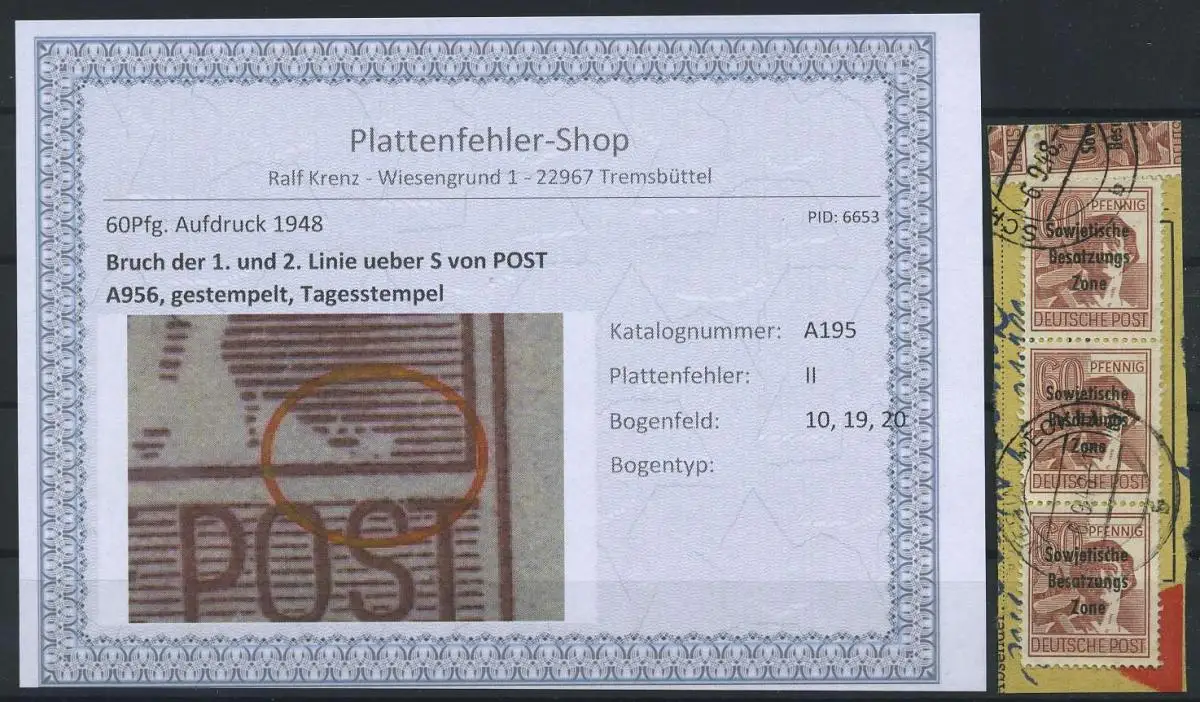 Plattenfehler-Shop
Ralf Krenz - Wiesengrund 1 - 22967 Tremsbüttel
60Pfg. Aufdruck 1948
PID: 6653
Bruch der 1. und 2. Linie ueber S von POST
A956, gestempelt, Tagesstempel
Katalognummer: A195
Plattenfehler: II
Bogenfeld: 10, 19, 20
Bogentyp:
POST
60 PFENNIG
Sowjetische
Besatzungs
Zone
DEUTSCHE POST
60 PFENNIG
Sowjetische
Besatzungs
Zone
DEUTSCHE POST
60 PFENNIG
Sowjetische
Besatzungs
Zone
DEUTSCHE POST
Absender